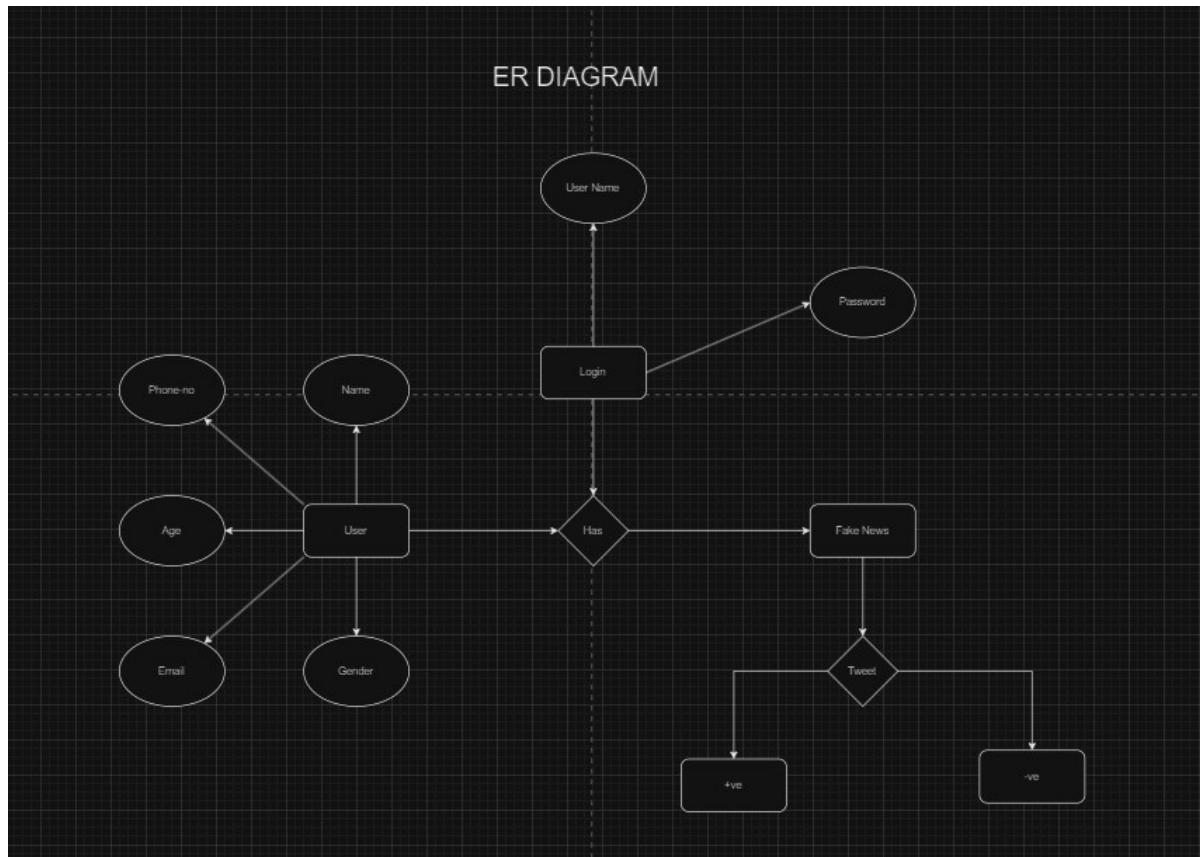 ER DIAGRAM
User Name
Password
Login
Phone-no
Name
Age
User
Has
Fake News
Email
Gender
Tweet
+ve
-ve